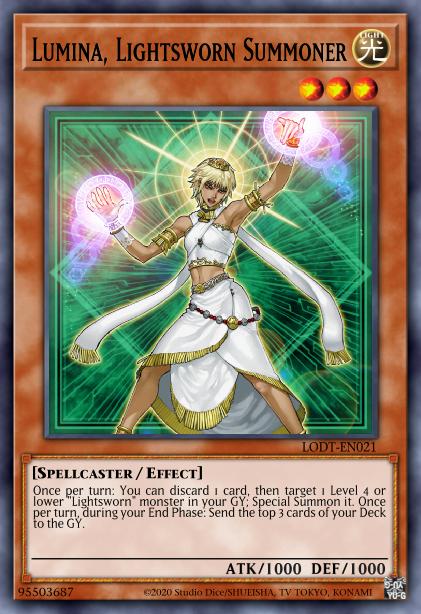 LUMINA, LIGHTSWORN SUMMONER
LIGHT
光
LODT-EN021
[SPELLCASTER / EFFECT]
Once per turn: You can discard 1 card, then target 1 Level 4 or
lower "Lightsworn" monster in your GY; Special Summon it. Once
per turn, during your End Phase: Send the top 3 cards of your Deck
to the GY.
ATK/1000 DEF/1000
95503687 ©2020 Studio Dice/SHUEISHA, TV TOKYO, KONAMI